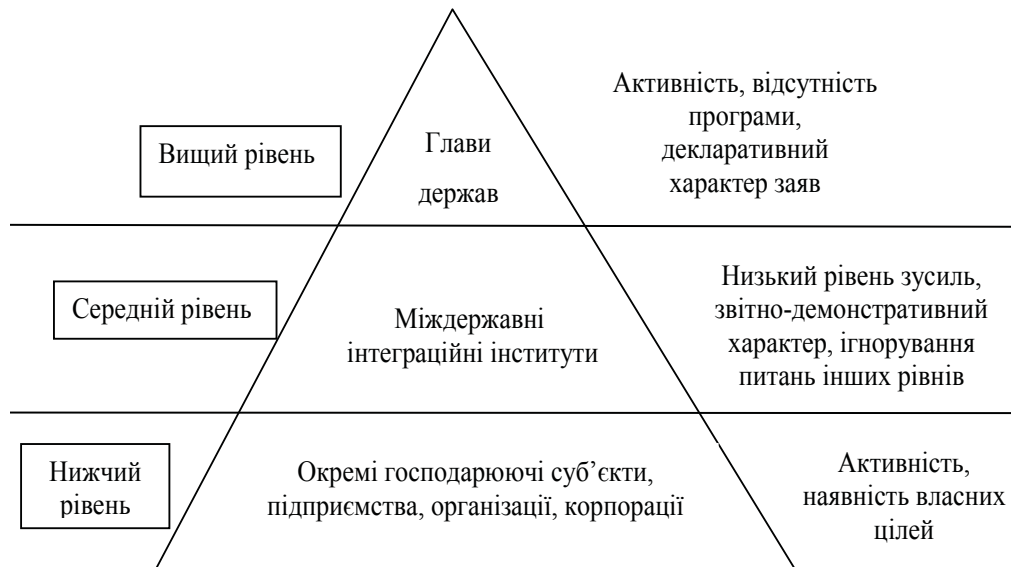 Вищий рівень
Глави
держав
Активність, відсутність
програми,
декларативний
характер заяв
Середній рівень
Міждержавні
інтеграційні інститути
Низький рівень зусиль,
звітно-демонстративний
характер, ігнорування
питань інших рівнів
Нижчий
рівень
Окремі господарюючі суб’єкти,
підприємства, організації, корпорації
Активність,
наявність власних
цілей